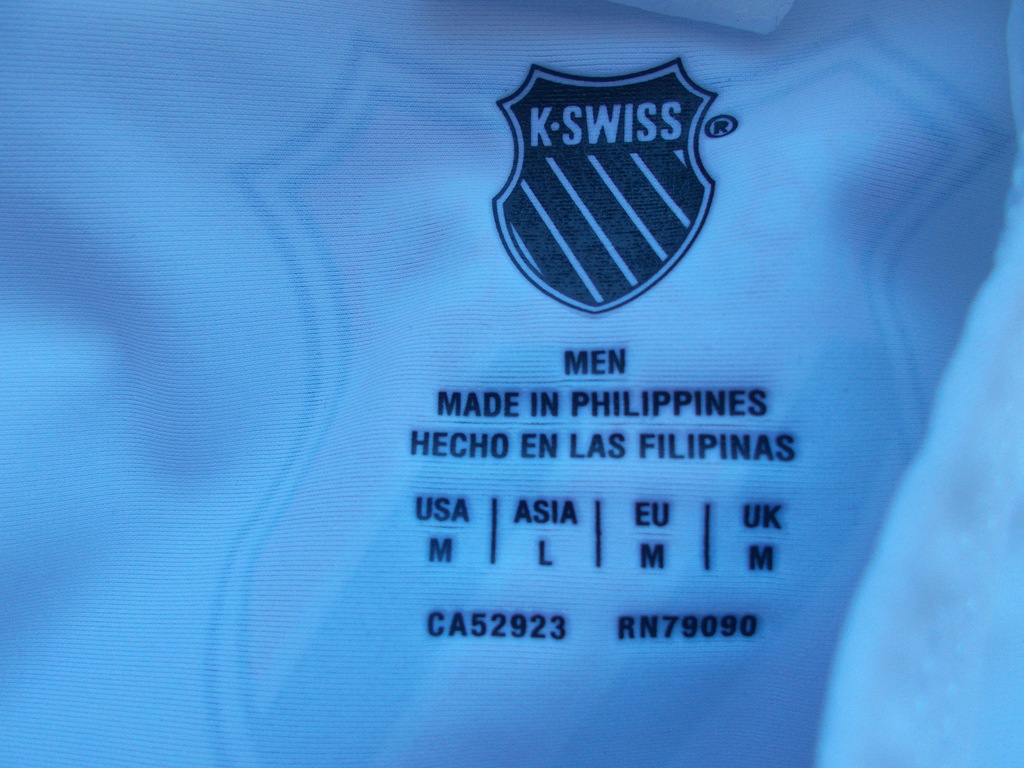 K·SWISS ®
MEN
MADE IN PHILIPPINES
HECHO EN LAS FILIPINAS
USA | ASIA | EU | UK
M | L | M | M
CA52923 RN79090